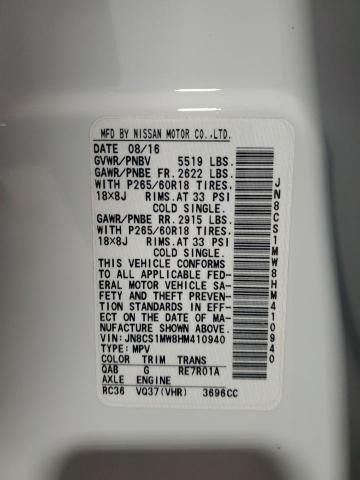 MFD BY NISSAN MOTOR CO.,LTD.
DATE 08/16
GVWR/PNBV 5519 LBS.
GAWR/PNBE FR. 2622 LBS.
WITH P265/60R18 TIRES.
18X8J RIMS.AT 33 PSI
COLD SINGLE.
GAWR/PNBE RR. 2915 LBS.
WITH P265/60R18 TIRES.
18X8J RIMS.AT 33 PSI
COLD SINGLE.
THIS VEHICLE CONFORMS
TO ALL APPLICABLE FED-
ERAL MOTOR VEHICLE SA-
FETY AND THEFT PREVEN-
TION STANDARDS IN EFF-
ECT ON THE DATE OF MA-
NUFACTURE SHOWN ABOVE.
VIN:JN8CS1MW8HM410940
TYPE:MPV
COLOR TRIM TRANS
QAB G RE7R01A
AXLE ENGINE
RC36 VQ37(VHR) 3696CC
JN8CS1MW8HM410940